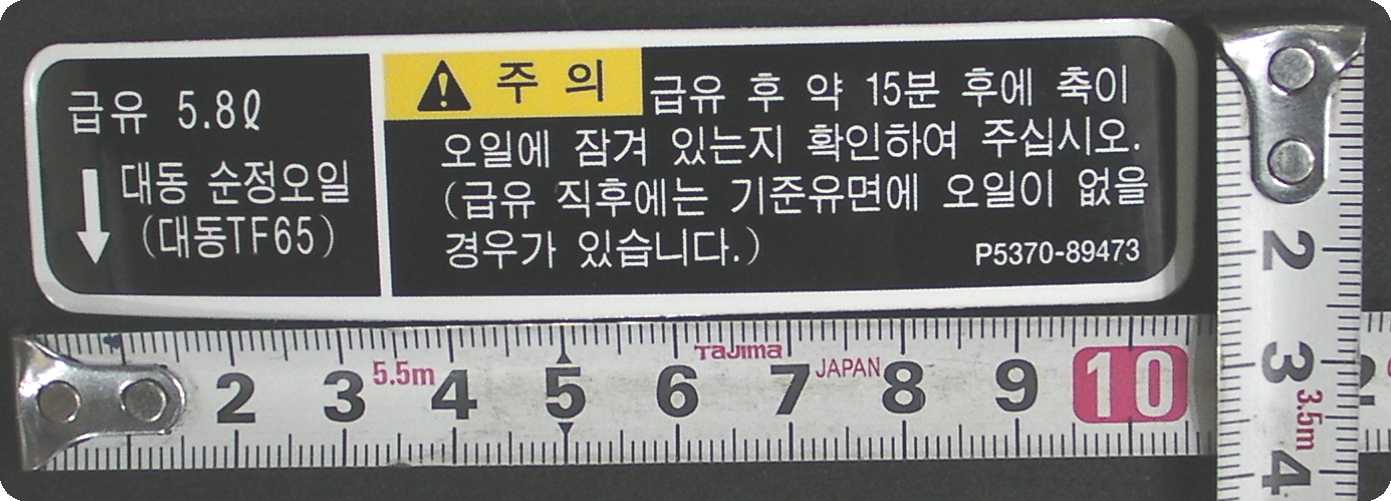 급유 5.8ℓ
대동 순정오일
(대동TF65)
주 의 급유 후 약 15분 후에 축이
오일에 잠겨 있는지 확인하여 주십시오.
(급유 직후에는 기준유면에 오일이 없을
경우가 있습니다.)
P5370-89473
2 3 5.5m 4 5 6 Tajima 7 JAPAN 8 9 10
2 3 3.5m 4